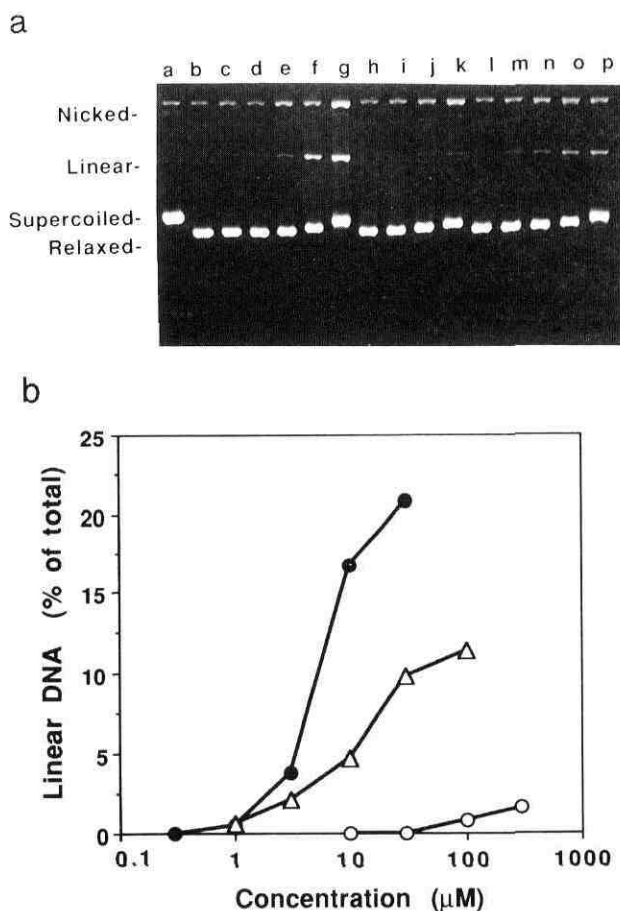 a
a b c d e f g h i j k l m n o p
Nicked-
Linear-
Supercoiled-
Relaxed-
b
25
20
15
10
5
0
Linear DNA (% of total)
0.1 1 10 100 1000
Concentration (μM)